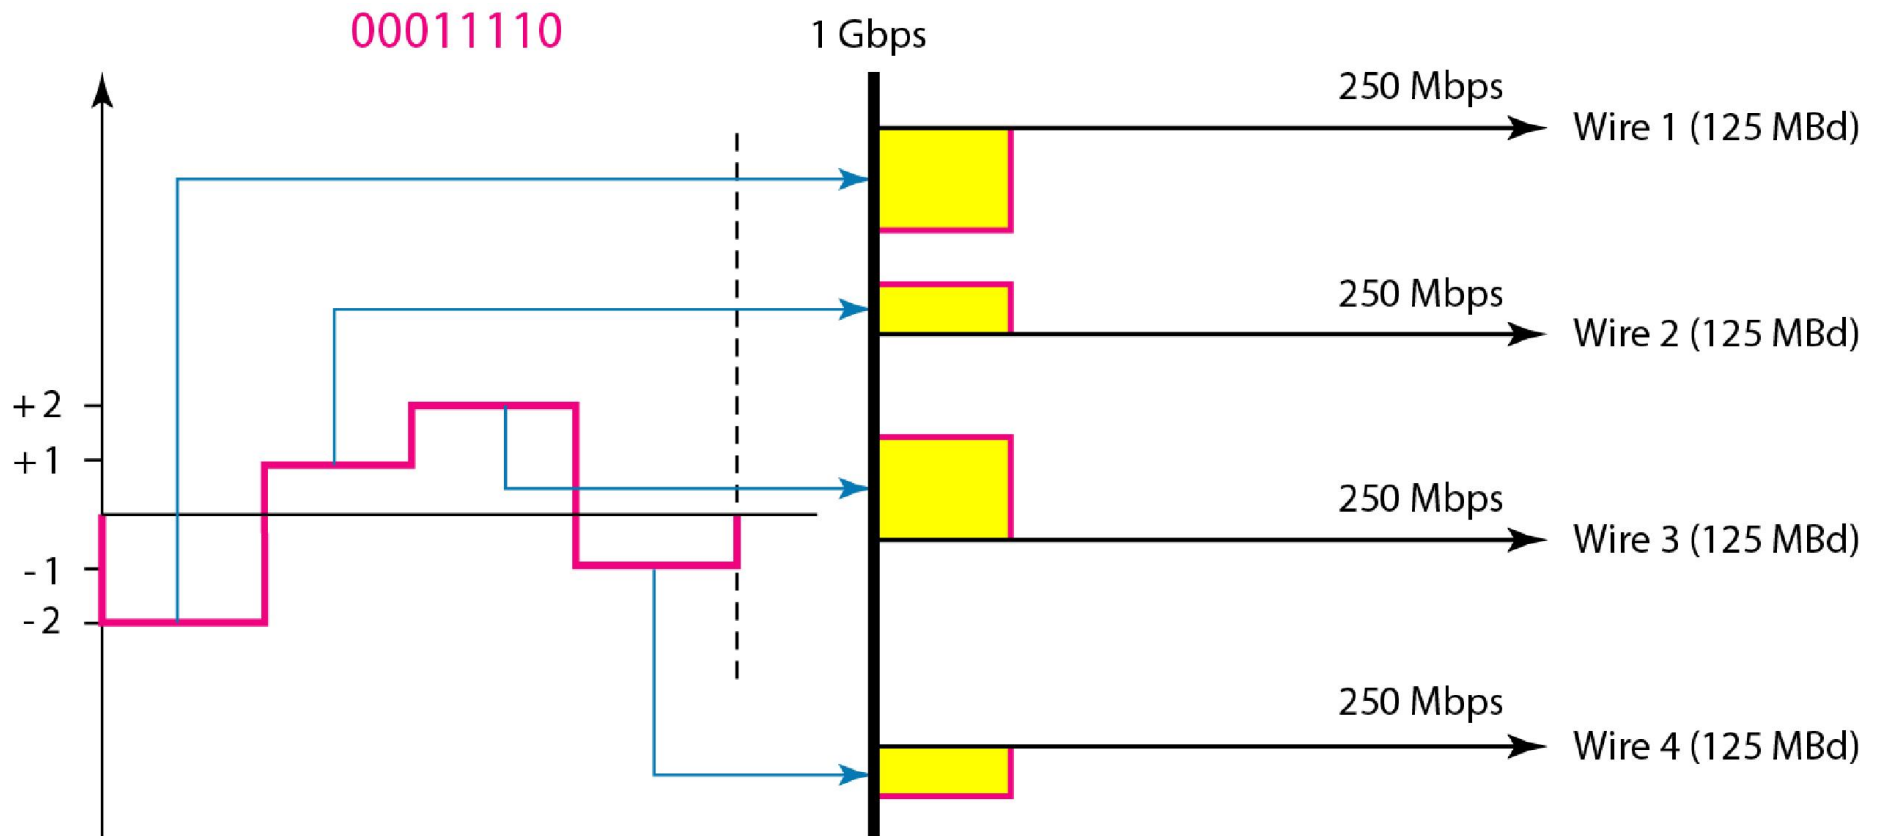 00011110
1 Gbps
250 Mbps
Wire 1 (125 MBd)
250 Mbps
Wire 2 (125 MBd)
+2
+1
-1
-2
250 Mbps
Wire 3 (125 MBd)
250 Mbps
Wire 4 (125 MBd)